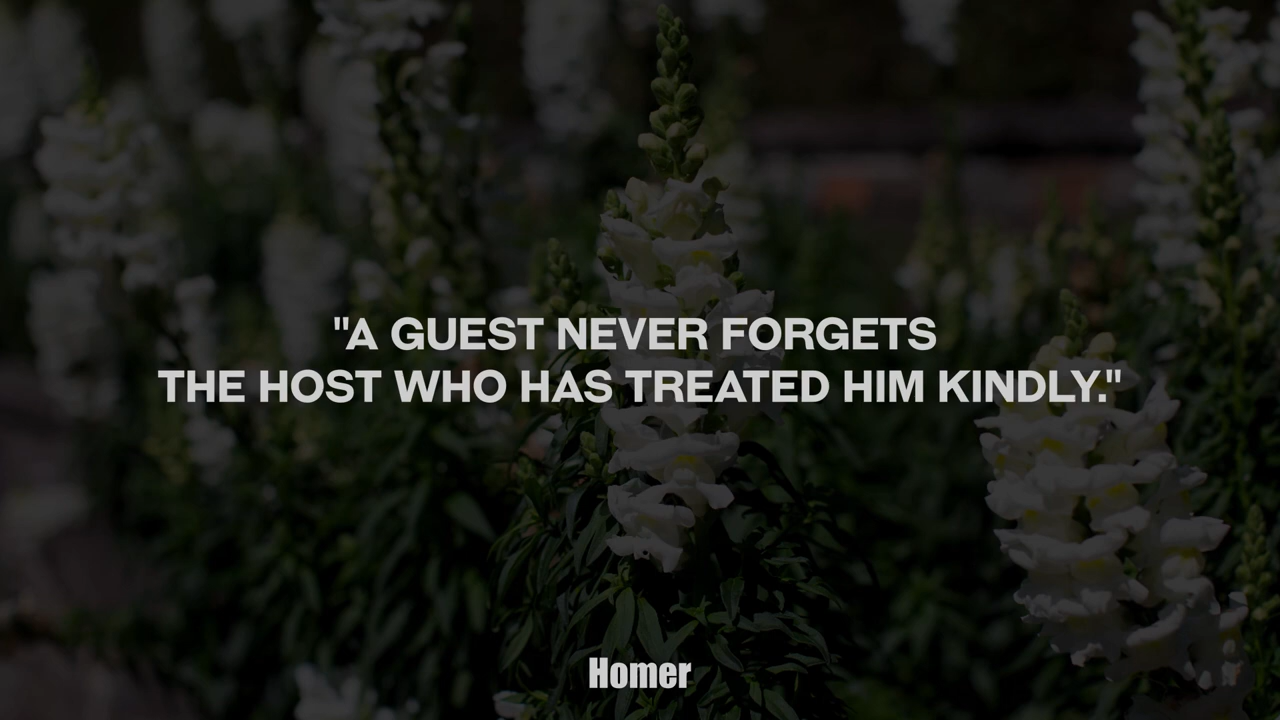 "A GUEST NEVER FORGETS
THE HOST WHO HAS TREATED HIM KINDLY."
Homer